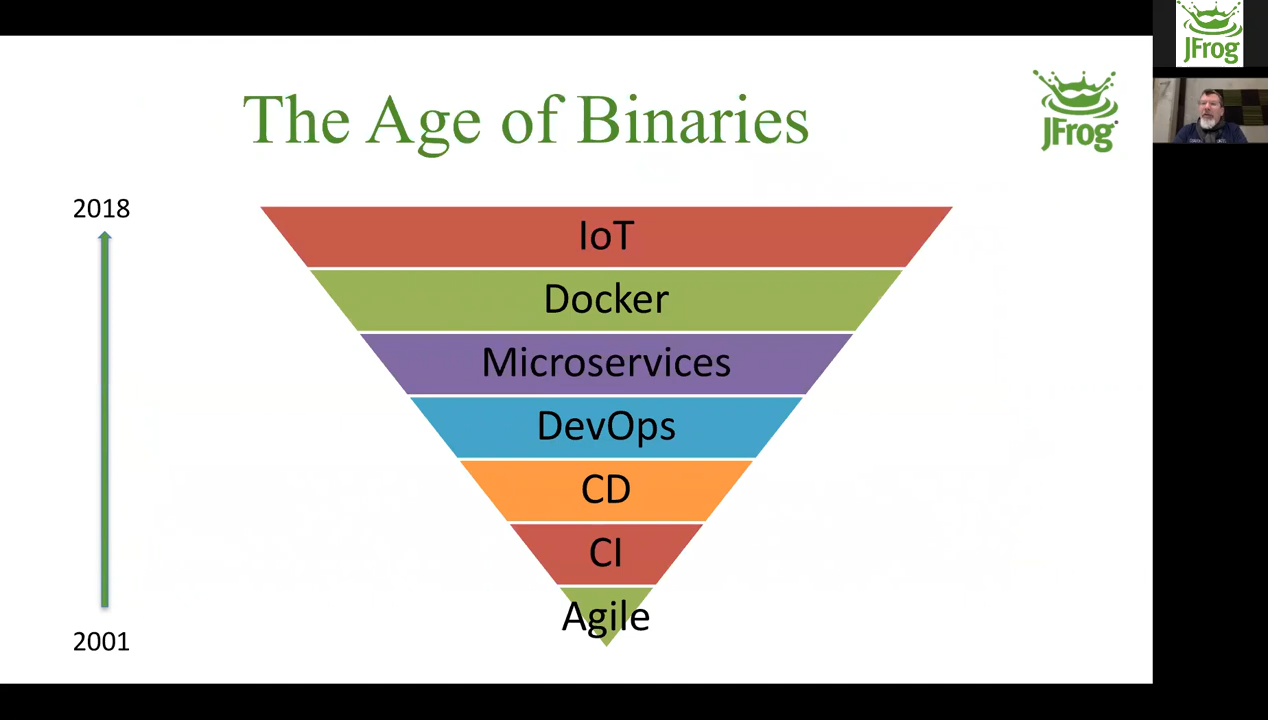 The Age of Binaries
JFrog
JFrog
2018
IoT
Docker
Microservices
DevOps
CD
CI
Agile
2001